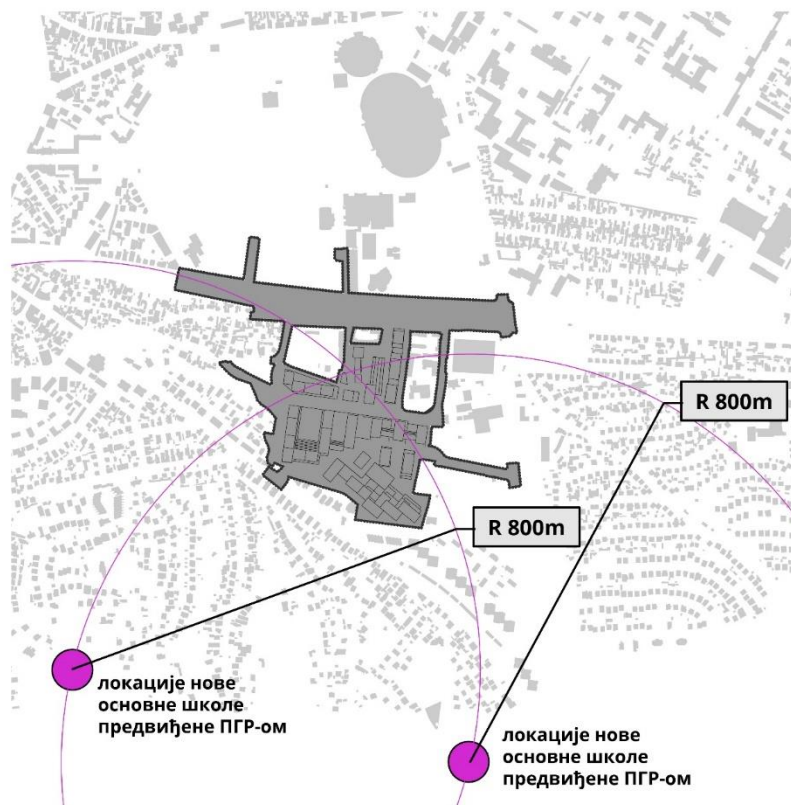 R 800m
R 800m
локације нове
основне школе
предвиђене ПГР-ом
локације нове
основне школе
предвиђене ПГР-ом